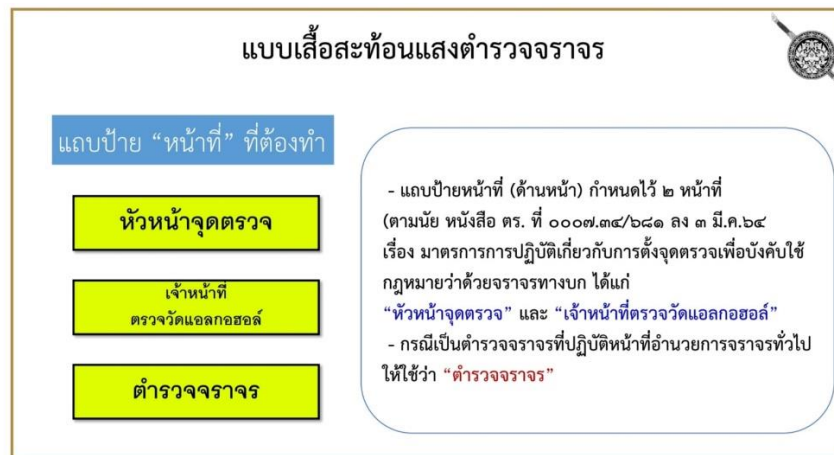 แบบเสื้อสะท้อนแสงตำรวจจราจร
แถบป้าย “หน้าที่” ที่ต้องทำ
หัวหน้าจุดตรวจ
เจ้าหน้าที่
ตรวจวัดแอลกอฮอล์
ตำรวจจราจร
- แถบป้ายหน้าที่ (ด้านหน้า) กำหนดไว้ ๒ หน้าที่
(ตามนัย หนังสือ ตร. ที่ ๐๐๐๗.๓๔/๖๘๑ ลง ๓ มี.ค.๖๔
เรื่อง มาตรการการปฏิบัติเกี่ยวกับการตั้งจุดตรวจเพื่อบังคับใช้
กฎหมายว่าด้วยจราจรทางบก ได้แก่
“หัวหน้าจุดตรวจ” และ “เจ้าหน้าที่ตรวจวัดแอลกอฮอล์”
- กรณีเป็นตำรวจจราจรที่ปฏิบัติหน้าที่อำนวยการจราจรทั่วไป
ให้ใช้ว่า “ตำรวจจราจร”